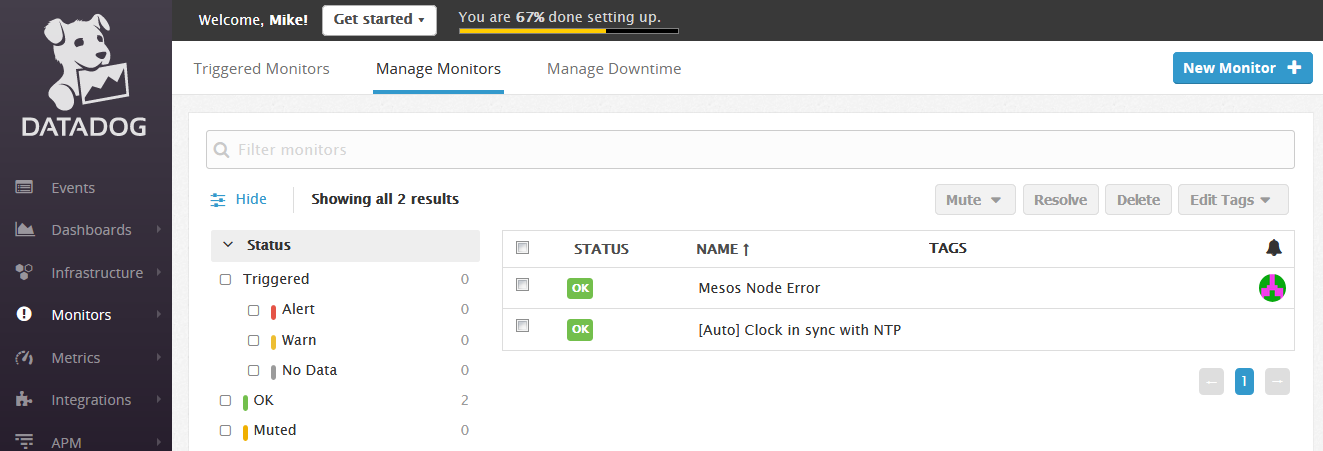 Welcome, Mike! Get started You are 67% done setting up.
DATADOG
Triggered Monitors Manage Monitors Manage Downtime New Monitor +
Filter monitors
Events
Dashboards
Infrastructure
Monitors
Metrics
Integrations
APM
Hide Showing all 2 results Mute Resolve Delete Edit Tags
Status
Triggered 0
Alert 0
Warn 0
No Data 0
OK 2
Muted 0
STATUS NAME ↑ TAGS
OK Mesos Node Error
OK [Auto] Clock in sync with NTP
← 1 →